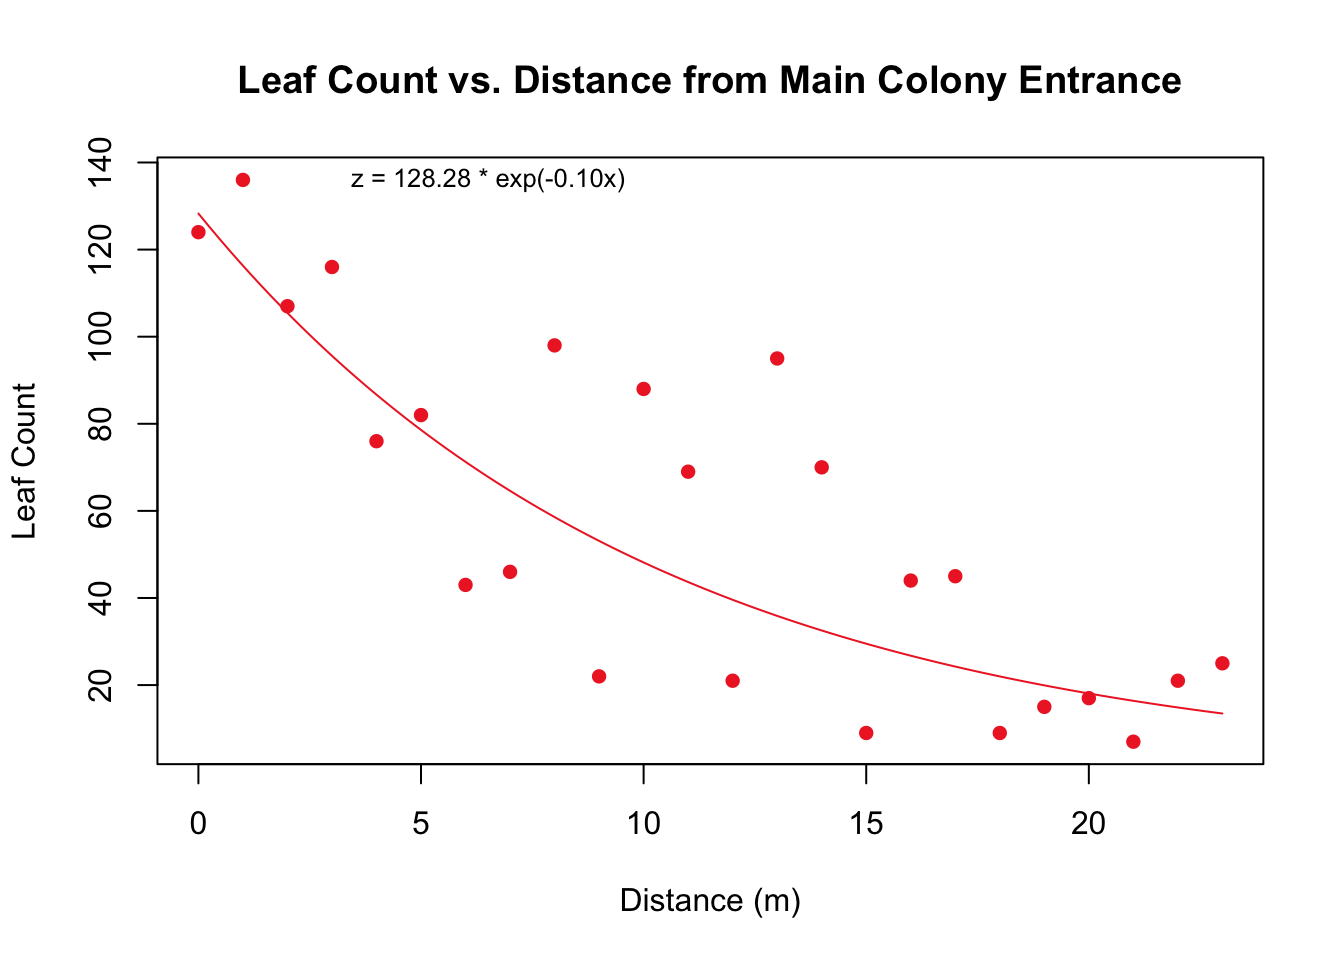 Leaf Count vs. Distance from Main Colony Entrance
z = 128.28 * exp(-0.10x)
140
120
100
80
60
40
20
Leaf Count
0 5 10 15 20
Distance (m)